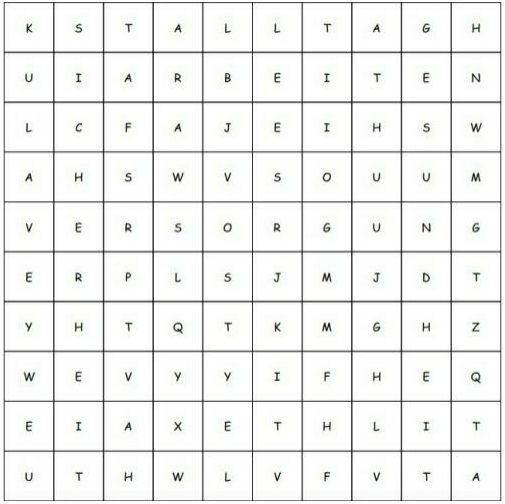 K S T A L L T A G H
U I A R B E I T E N
L C F A J E I H S W
A H S W V S O U U M
V E R S O R G U N G
E R P L S J M J D T
Y H T Q T K M G H Z
W E V Y Y I F H E Q
E I A X E T H L I T
U T H W L V F V T A